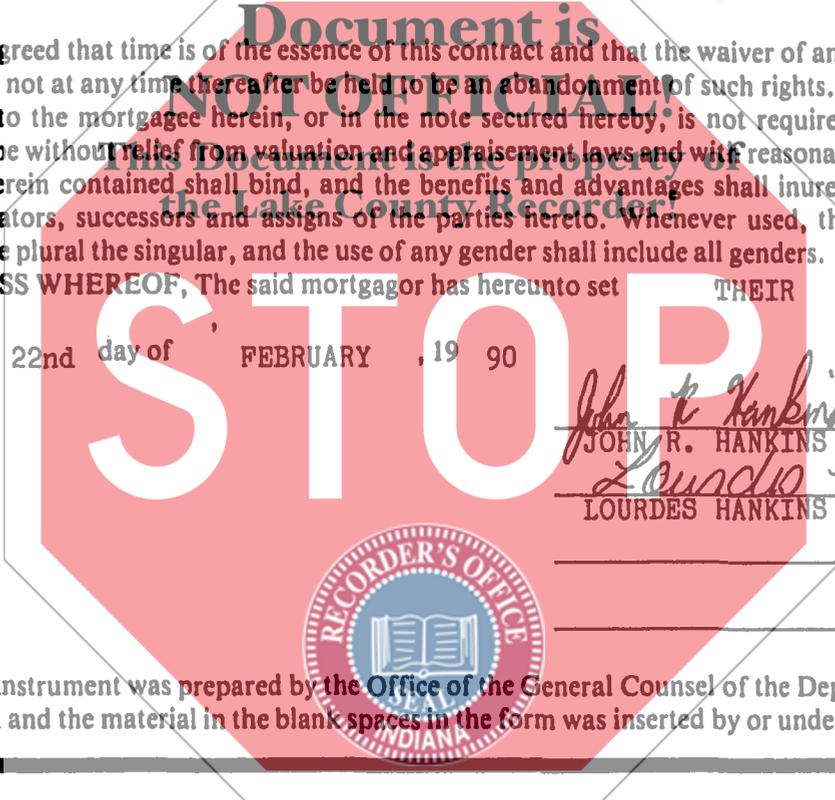 Document is
greed that time is of the essence of this contract and that the waiver of an
not at any time thereafter be held to be an abandonment of such rights.
NOT OFFICIAL!
o the mortgagee herein, or in the note secured hereby, is not require
e without relief from valuation and appraisement laws and with reasona
This Document is the property of
rein contained shall bind, and the benefits and advantages shall inure
the Lake County Recorder!
ators, successors and assigns of the parties hereto. Whenever used, th
e plural the singular, and the use of any gender shall include all genders.
SS WHEREOF, The said mortgagor has hereunto set THEIR
STOP
22nd day of FEBRUARY , 19 90
John R Hankins
JOHN R. HANKINS
Lourdes
LOURDES HANKINS
RECORDER'S OFFICE
SEAL
INDIANA
nstrument was prepared by the Office of the General Counsel of the Dep
and the material in the blank spaces in the form was inserted by or unde